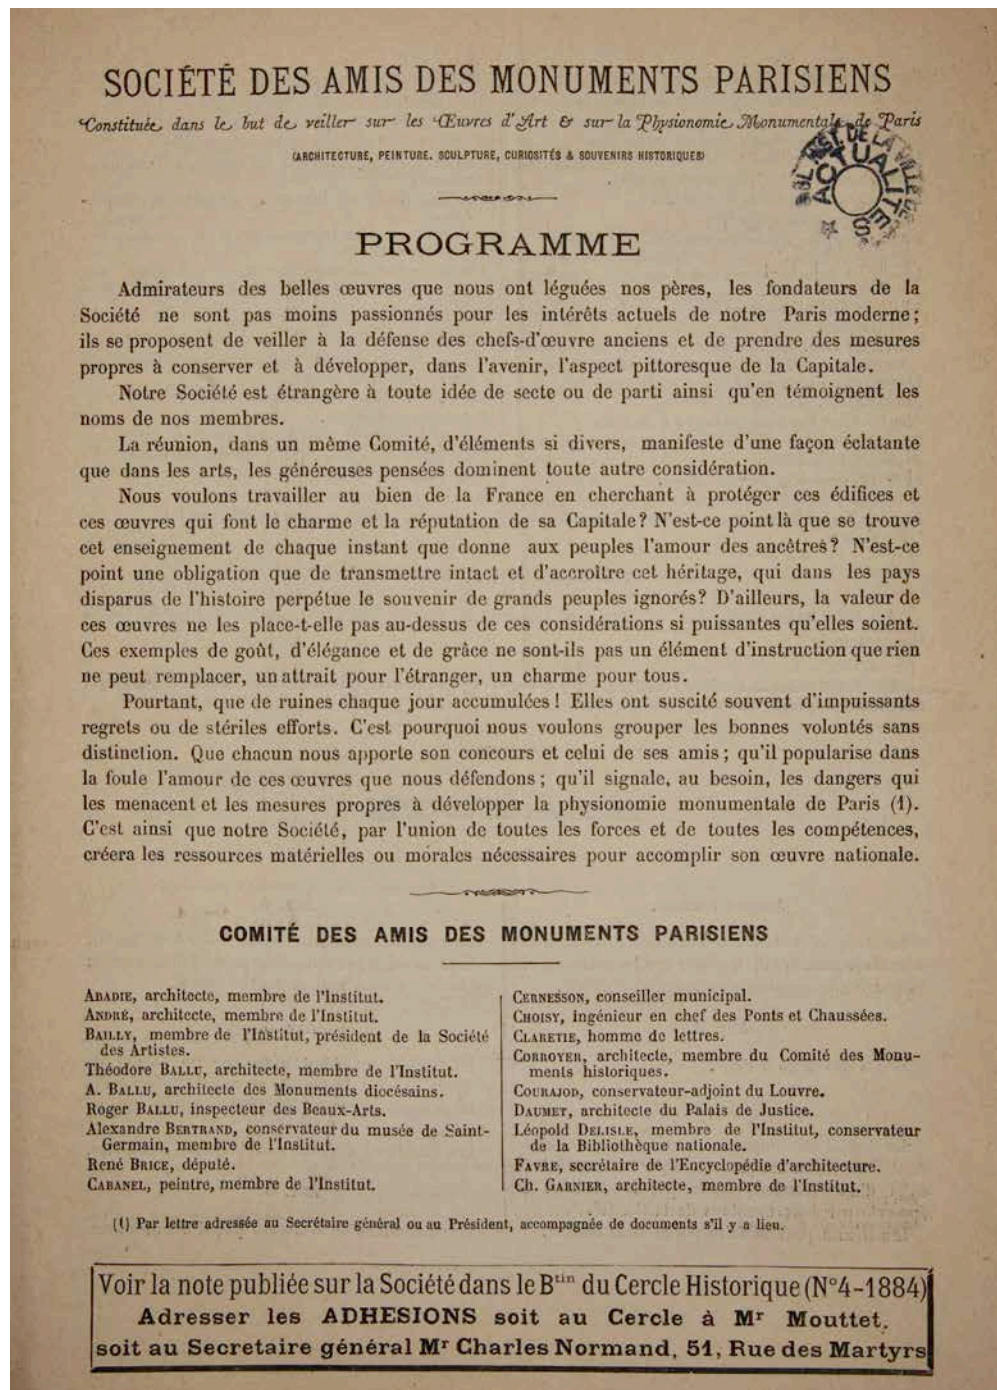 SOCIÉTÉ DES AMIS DES MONUMENTS PARISIENS
Constituée dans le but de veiller sur les Œuvres d'Art & sur la Physionomie Monumentale de Paris
(ARCHITECTURE, PEINTURE, SCULPTURE, CURIOSITÉS & SOUVENIRS HISTORIQUES)
BIBL. HIST. DE LA VILLE DE
ACTUALITÉS
PROGRAMME
Admirateurs des belles œuvres que nous ont léguées nos pères, les fondateurs de la
Société ne sont pas moins passionnés pour les intérêts actuels de notre Paris moderne;
ils se proposent de veiller à la défense des chefs-d'œuvre anciens et de prendre des mesures
propres à conserver et à développer, dans l'avenir, l'aspect pittoresque de la Capitale.
Notre Société est étrangère à toute idée de secte ou de parti ainsi qu'en témoignent les
noms de nos membres.
La réunion, dans un même Comité, d'éléments si divers, manifeste d'une façon éclatante
que dans les arts, les généreuses pensées dominent toute autre considération.
Nous voulons travailler au bien de la France en cherchant à protéger ces édifices et
ces œuvres qui font le charme et la réputation de sa Capitale? N'est-ce point là que se trouve
cet enseignement de chaque instant que donne aux peuples l'amour des ancêtres? N'est-ce
point une obligation que de transmettre intact et d'accroître cet héritage, qui dans les pays
disparus de l'histoire perpétue le souvenir de grands peuples ignorés? D'ailleurs, la valeur de
ces œuvres ne les place-t-elle pas au-dessus de ces considérations si puissantes qu'elles soient.
Ces exemples de goût, d'élégance et de grâce ne sont-ils pas un élément d'instruction que rien
ne peut remplacer, un attrait pour l'étranger, un charme pour tous.
Pourtant, que de ruines chaque jour accumulées! Elles ont suscité souvent d'impuissants
regrets ou de stériles efforts. C'est pourquoi nous voulons grouper les bonnes volontés sans
distinction. Que chacun nous apporte son concours et celui de ses amis; qu'il popularise dans
la foule l'amour de ces œuvres que nous défendons; qu'il signale, au besoin, les dangers qui
les menacent et les mesures propres à développer la physionomie monumentale de Paris (1).
C'est ainsi que notre Société, par l'union de toutes les forces et de toutes les compétences,
créera les ressources matérielles ou morales nécessaires pour accomplir son œuvre nationale.
COMITÉ DES AMIS DES MONUMENTS PARISIENS
ABADIE, architecte, membre de l'Institut.
ANDRÉ, architecte, membre de l'Institut.
BAILLY, membre de l'Institut, président de la Société
des Artistes.
Théodore BALLU, architecte, membre de l'Institut.
A. BALLU, architecte des Monuments diocésains.
Roger BALLU, inspecteur des Beaux-Arts.
Alexandre BERTRAND, conservateur du musée de Saint-
Germain, membre de l'Institut.
René BRICE, député.
CABANEL, peintre, membre de l'Institut.
CERNESSON, conseiller municipal.
CHOISY, ingénieur en chef des Ponts et Chaussées.
CLARETIE, homme de lettres.
CORROYER, architecte, membre du Comité des Monu-
ments historiques.
COURAJOD, conservateur-adjoint du Louvre.
DAUMET, architecte du Palais de Justice.
Léopold DELISLE, membre de l'Institut, conservateur
de la Bibliothèque nationale.
FAVRE, secrétaire de l'Encyclopédie d'architecture.
Ch. GARNIER, architecte, membre de l'Institut.
(1) Par lettre adressée au Secrétaire général ou au Président, accompagnée de documents s'il y a lieu.
Voir la note publiée sur la Société dans le Btin du Cercle Historique (N°4-1884)
Adresser les ADHESIONS soit au Cercle à Mr Mouttet,
soit au Secretaire général Mr Charles Normand, 51, Rue des Martyrs